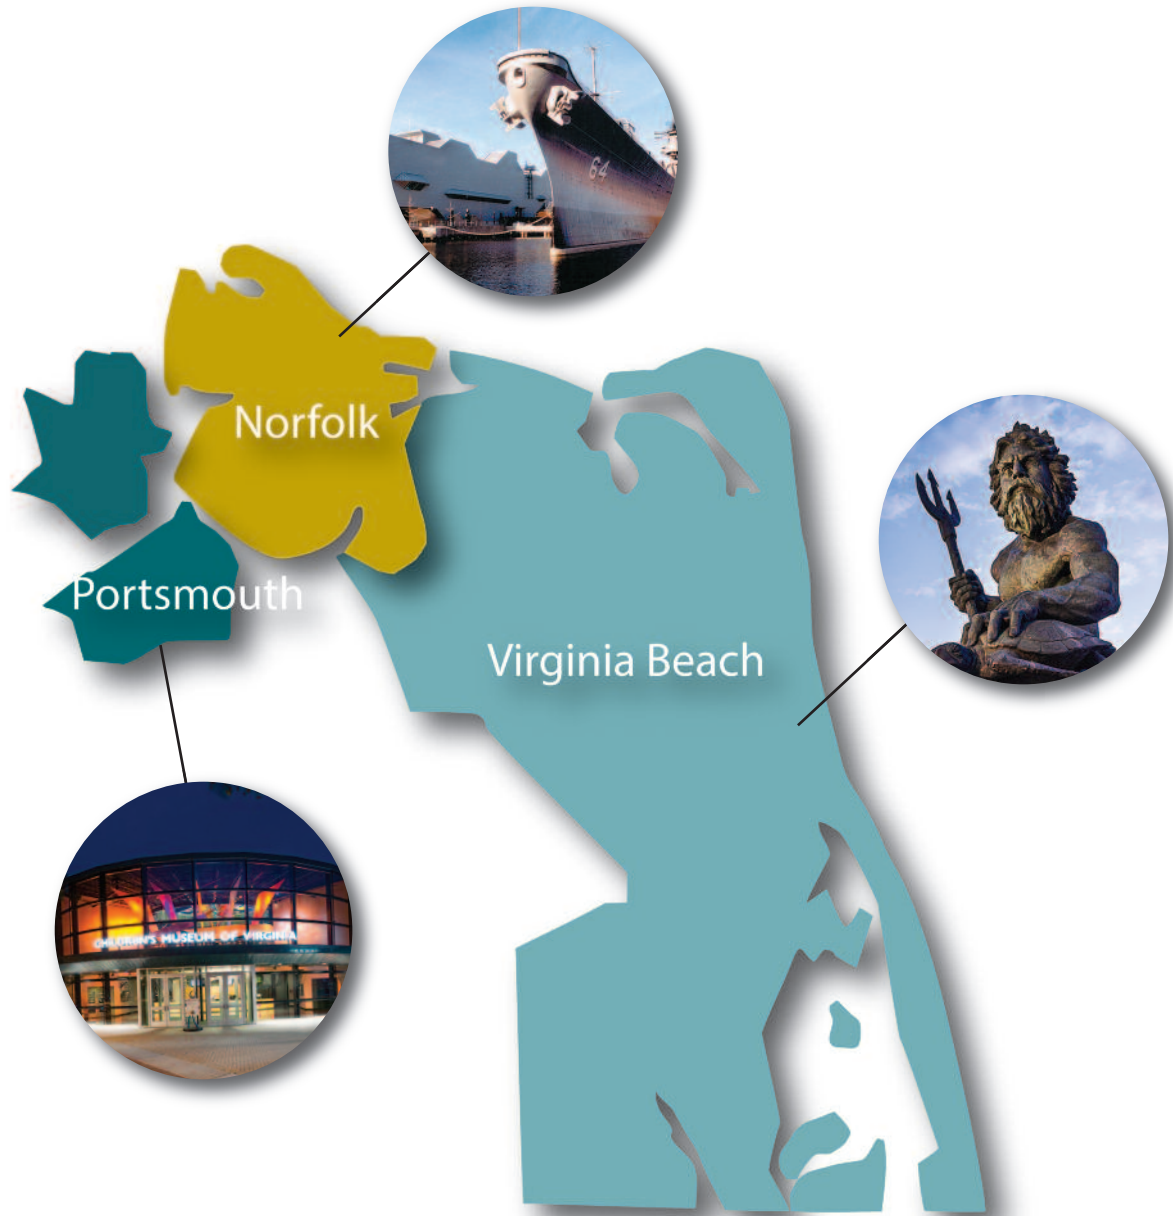 64
Norfolk
Portsmouth
Virginia Beach
CHILDREN'S MUSEUM OF VIRGINIA